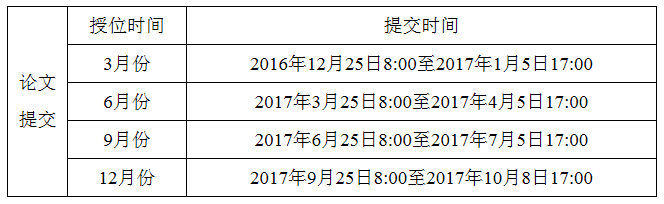 论文
提交
授位时间 提交时间
3月份 2016年12月25日8:00至2017年1月5日17:00
6月份 2017年3月25日8:00至2017年4月5日17:00
9月份 2017年6月25日8:00至2017年7月5日17:00
12月份 2017年9月25日8:00至2017年10月8日17:00